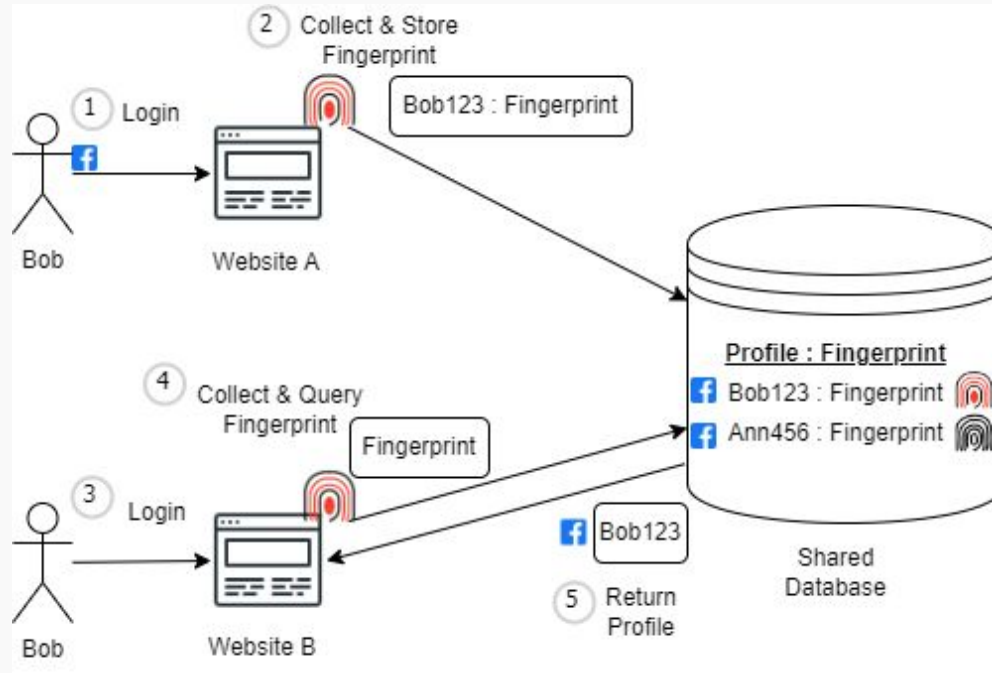 2 Collect & Store
Fingerprint
1 Login
Bob123 : Fingerprint
Bob
Website A
Profile : Fingerprint
f Bob123 : Fingerprint
f Ann456 : Fingerprint
4 Collect & Query
Fingerprint
Fingerprint
3 Login
f Bob123
5 Return
Profile
Shared
Database
Bob
Website B